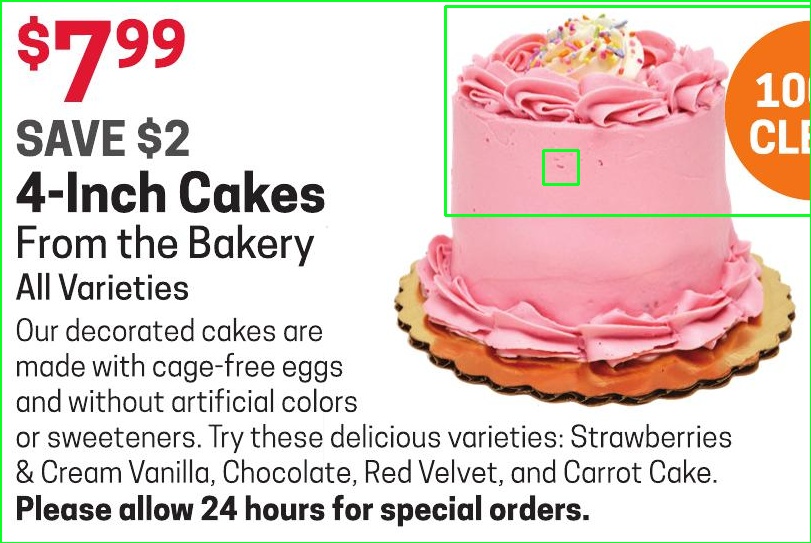 $7.99
SAVE $2
4-Inch Cakes
From the Bakery
All Varieties
Our decorated cakes are
made with cage-free eggs
and without artificial colors
or sweeteners. Try these delicious varieties: Strawberries
& Cream Vanilla, Chocolate, Red Velvet, and Carrot Cake.
Please allow 24 hours for special orders.